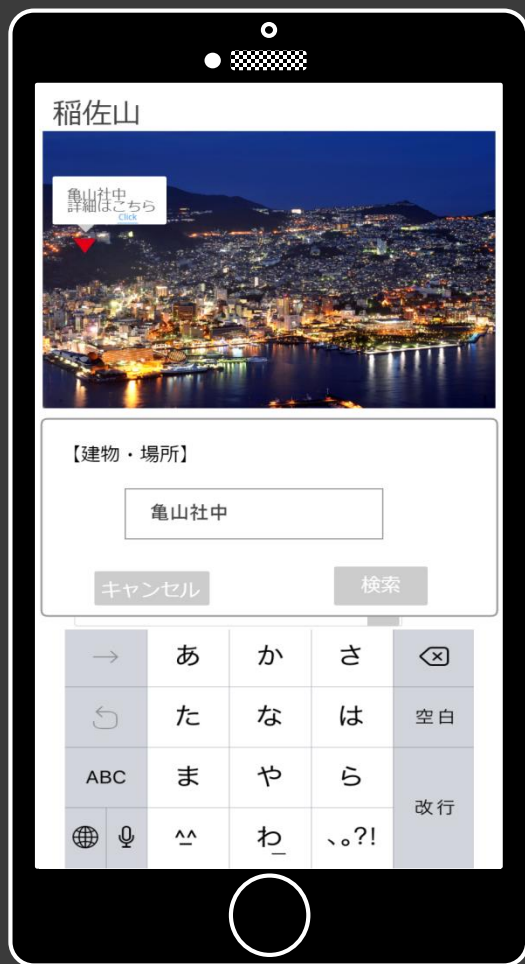 稲佐山
亀山社中
詳細はこちら
Click
【建物・場所】
亀山社中
キャンセル
検索
→ あ か さ
た な は 空白
ABC ま や ら 改行
^^ わ_ 、。?!